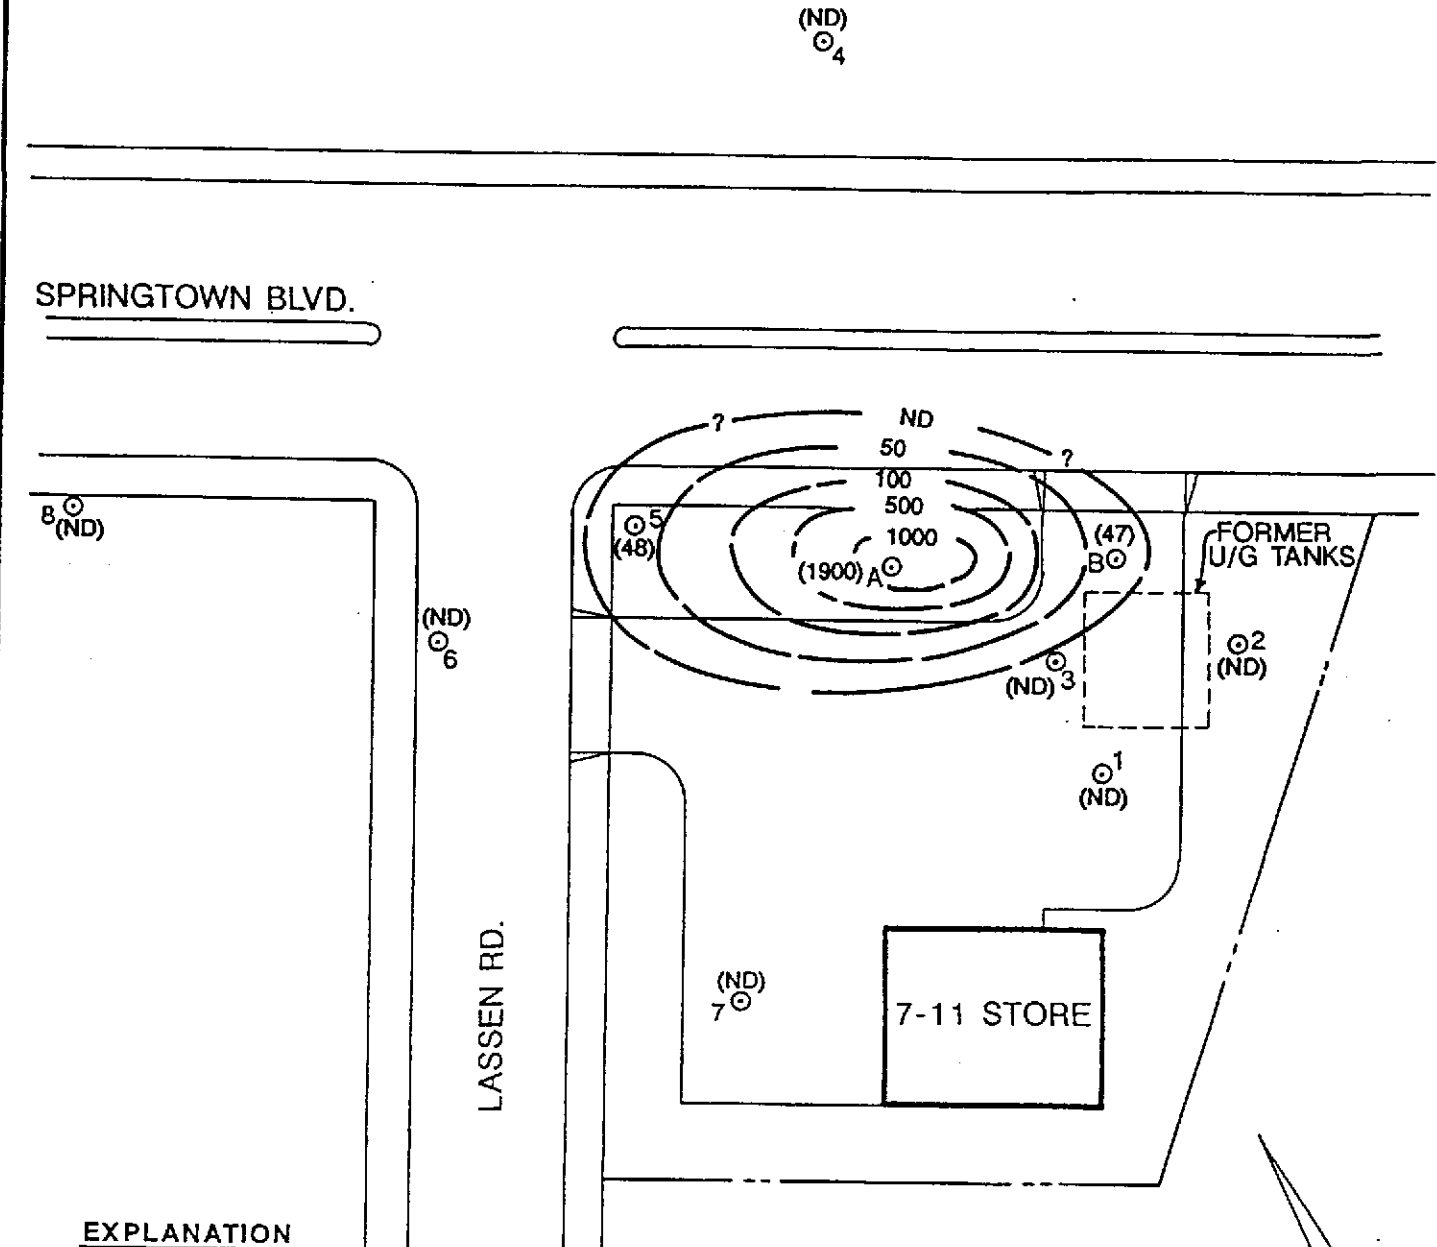 (ND)
4
SPRINGTOWN BLVD.
? ND
50 ?
100
500
1000
5
(48)
(1900) A
(47)
B
FORMER
U/G TANKS
8
(ND)
(ND)
6
2
(ND)
(ND) 3
1
(ND)
(ND)
7
7-11 STORE
LASSEN RD.
EXPLANATION